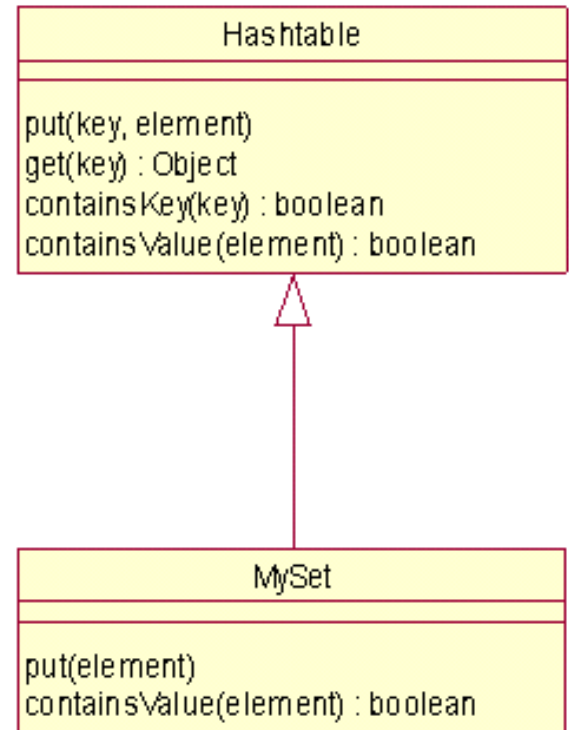 Hashtable
put(key, element)
get(key) : Object
containsKey(key) : boolean
containsValue(element) : boolean
MySet
put(element)
containsValue(element) : boolean